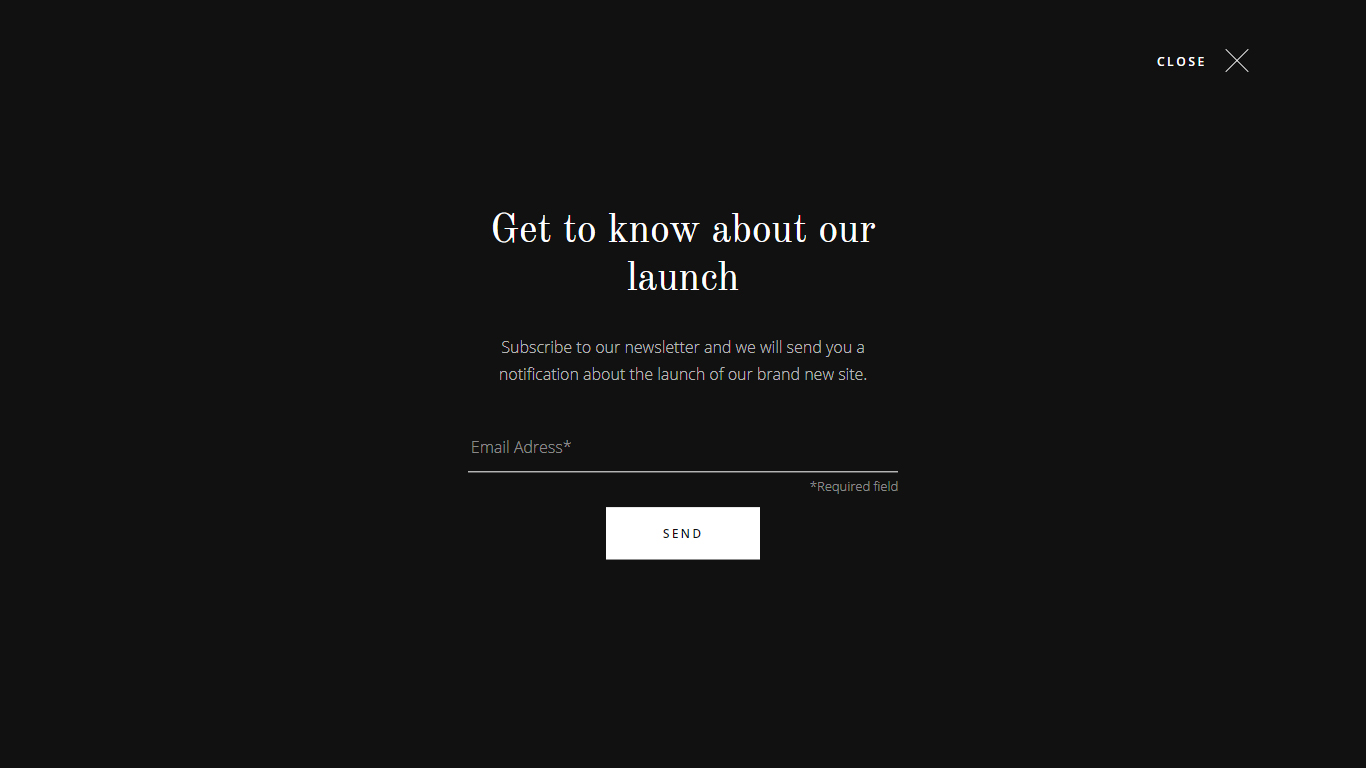 CLOSE
Get to know about our
launch
Subscribe to our newsletter and we will send you a
notification about the launch of our brand new site.
Email Adress*
*Required field
SEND